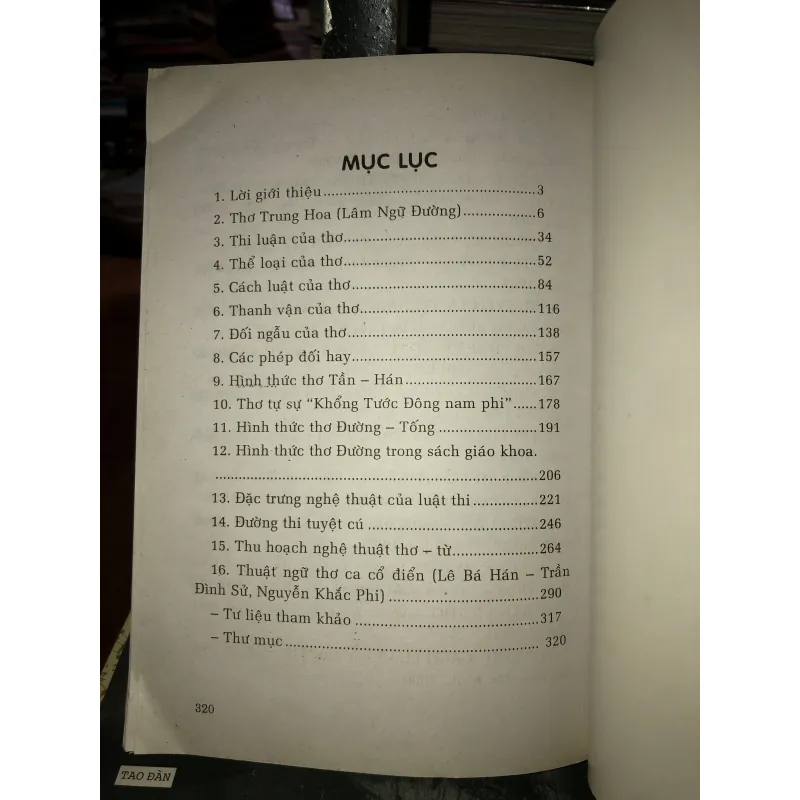 MỤC LỤC
1. Lời giới thiệu.......................................................3
2. Thơ Trung Hoa (Lâm Ngữ Đường)..................6
3. Thi luận của thơ................................................34
4. Thể loại của thơ................................................52
5. Cách luật của thơ..............................................84
6. Thanh vận của thơ..........................................116
7. Đối ngẫu của thơ.............................................138
8. Các phép đối hay.............................................157
9. Hình thức thơ Tần – Hán................................167
10. Thơ tự sự “Khổng Tước Đông nam phi”......178
11. Hình thức thơ Đường – Tống ......................191
12. Hình thức thơ Đường trong sách giáo khoa.
........................................................................206
13. Đặc trưng nghệ thuật của luật thi ...............221
14. Đường thi tuyệt cú ........................................246
15. Thu hoạch nghệ thuật thơ – từ....................264
16. Thuật ngữ thơ ca cổ điển (Lê Bá Hán – Trần
Đình Sử, Nguyễn Khắc Phi)................................290
– Tư liệu tham khảo .........................................317
– Thư mục......................................................... 320
320
TAO ĐÀN